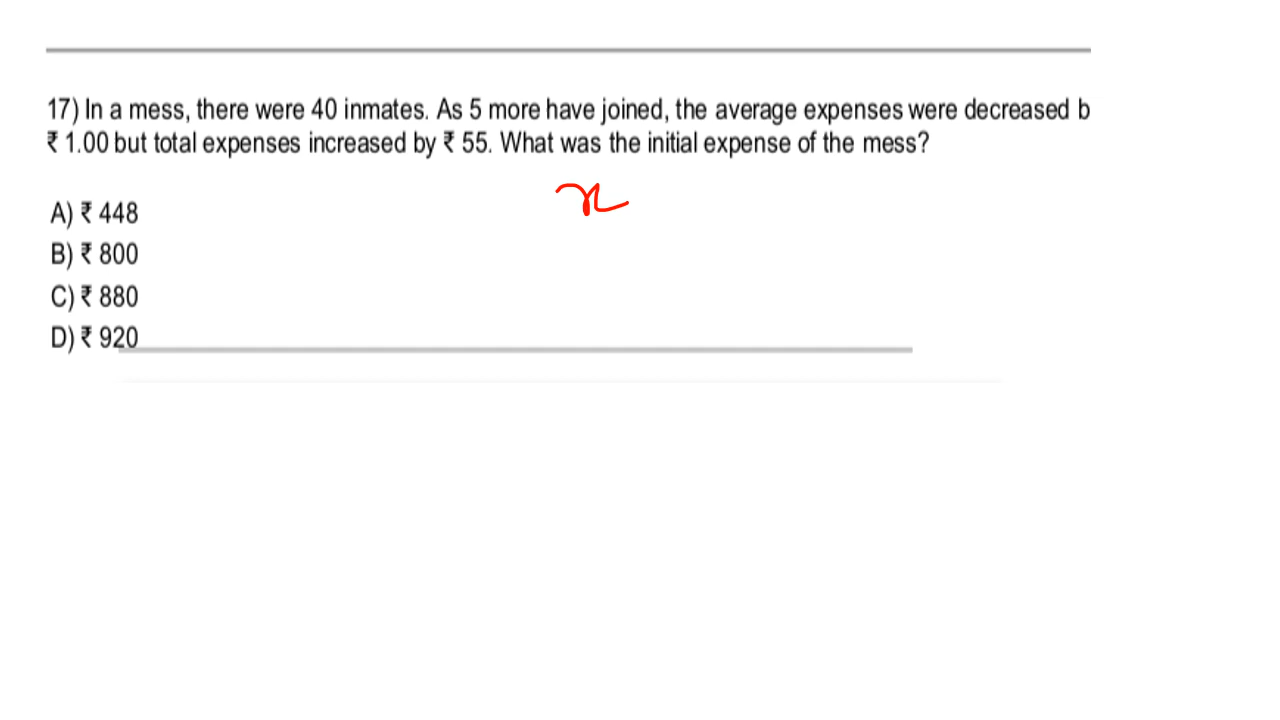 17) In a mess, there were 40 inmates. As 5 more have joined, the average expenses were decreased b
₹ 1.00 but total expenses increased by ₹ 55. What was the initial expense of the mess?
x
A) ₹ 448
B) ₹ 800
C) ₹ 880
D) ₹ 920